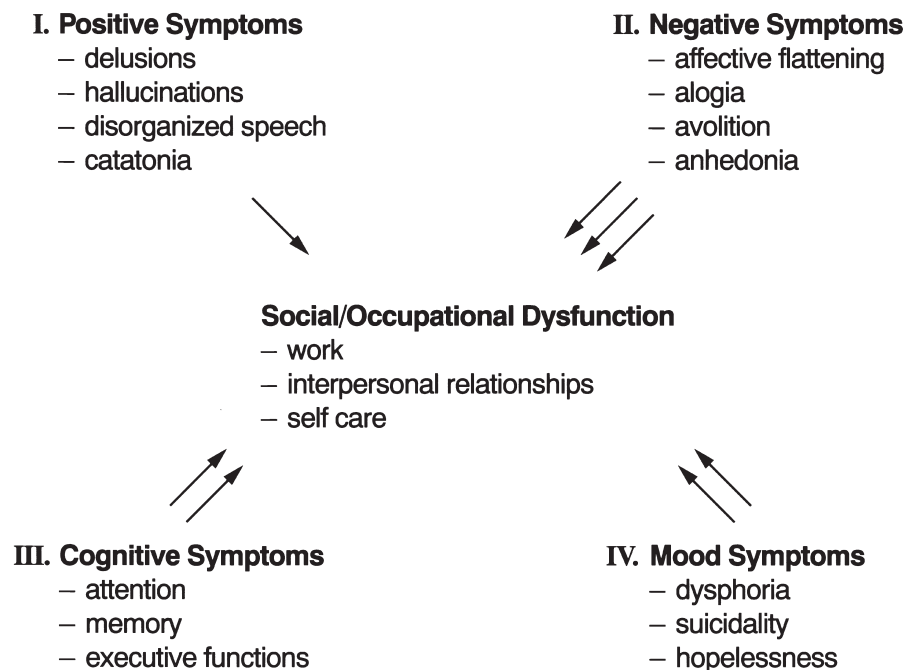 I. Positive Symptoms
– delusions
– hallucinations
– disorganized speech
– catatonia
II. Negative Symptoms
– affective flattening
– alogia
– avolition
– anhedonia
Social/Occupational Dysfunction
– work
– interpersonal relationships
– self care
III. Cognitive Symptoms
– attention
– memory
– executive functions
IV. Mood Symptoms
– dysphoria
– suicidality
– hopelessness